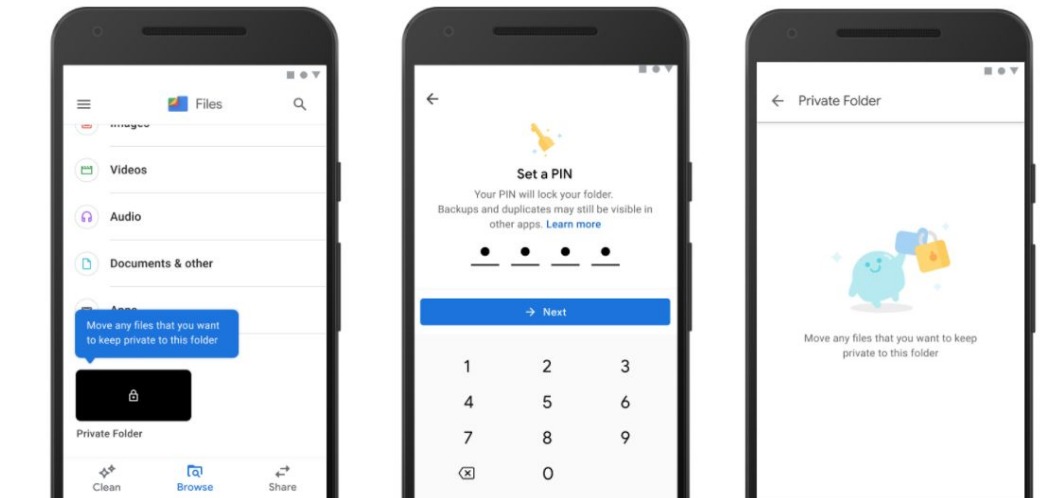 Files
Images
Videos
Audio
Documents & other
Apps
Move any files that you want
to keep private to this folder
Private Folder
Clean
Browse
Share
Set a PIN
Your PIN will lock your folder.
Backups and duplicates may still be visible in
other apps. Learn more
Next
1 2 3
4 5 6
7 8 9
0
Private Folder
Move any files that you want to keep
private to this folder